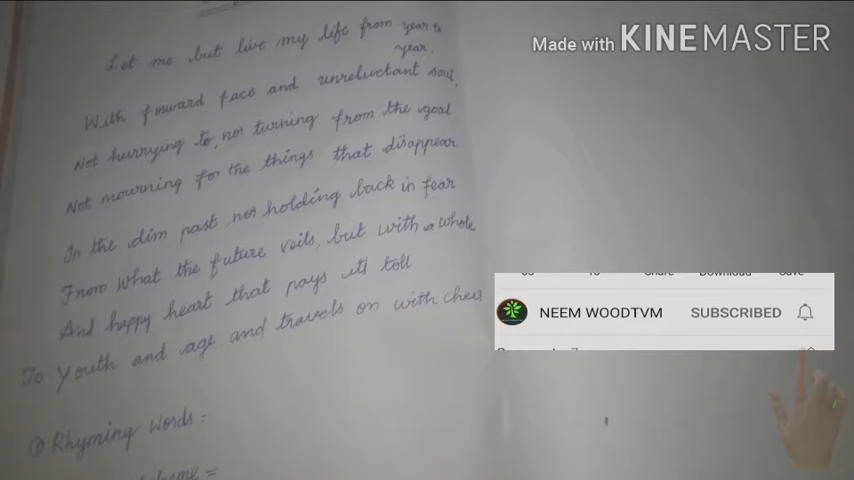 Let me but live my life from year to
year,
With forward face and unreluctant soul,
Not hurrying to, nor turning from the goal
Not mourning for the things that disappear
In the dim past, nor holding back in fear
From what the future veils, but with a whole
And happy heart that pays its toll
To Youth and age and travels on with cheer
Rhyming Words =
Made with KINEMASTER
Share Download Save
NEEM WOODTVM SUBSCRIBED